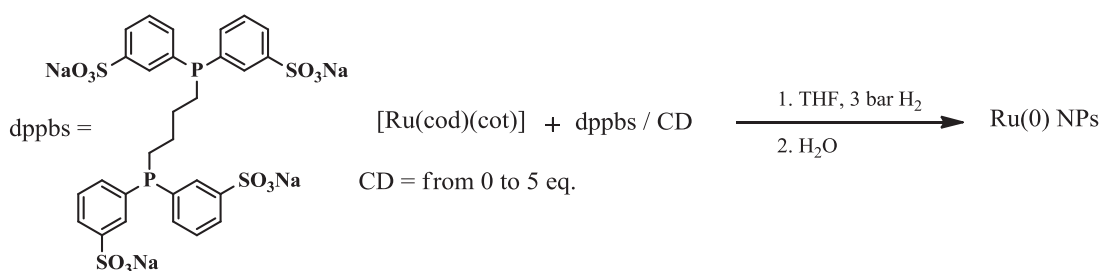 NaO₃S
P
SO₃Na
dppbs =
P
SO₃Na
SO₃Na
[Ru(cod)(cot)] + dppbs / CD
1. THF, 3 bar H₂
2. H₂O
Ru(0) NPs
CD = from 0 to 5 eq.